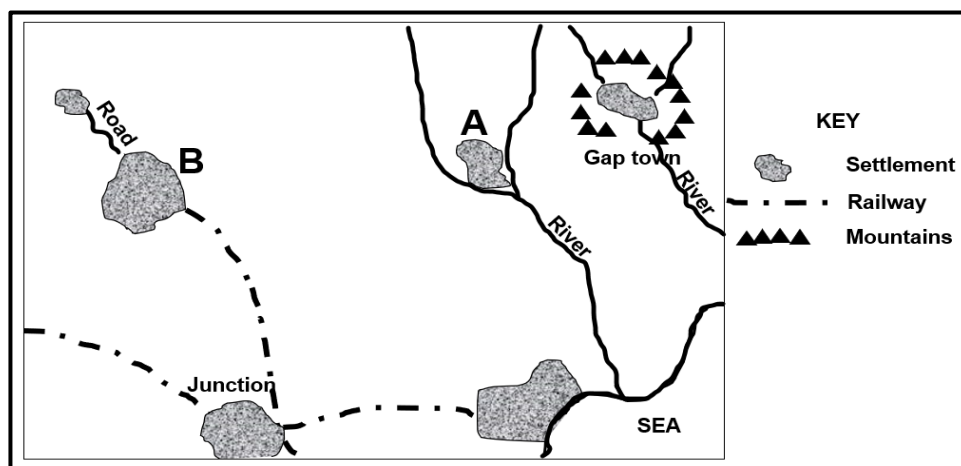 Road
B
A
Gap town
River
River
Junction
SEA
KEY
Settlement
Railway
Mountains